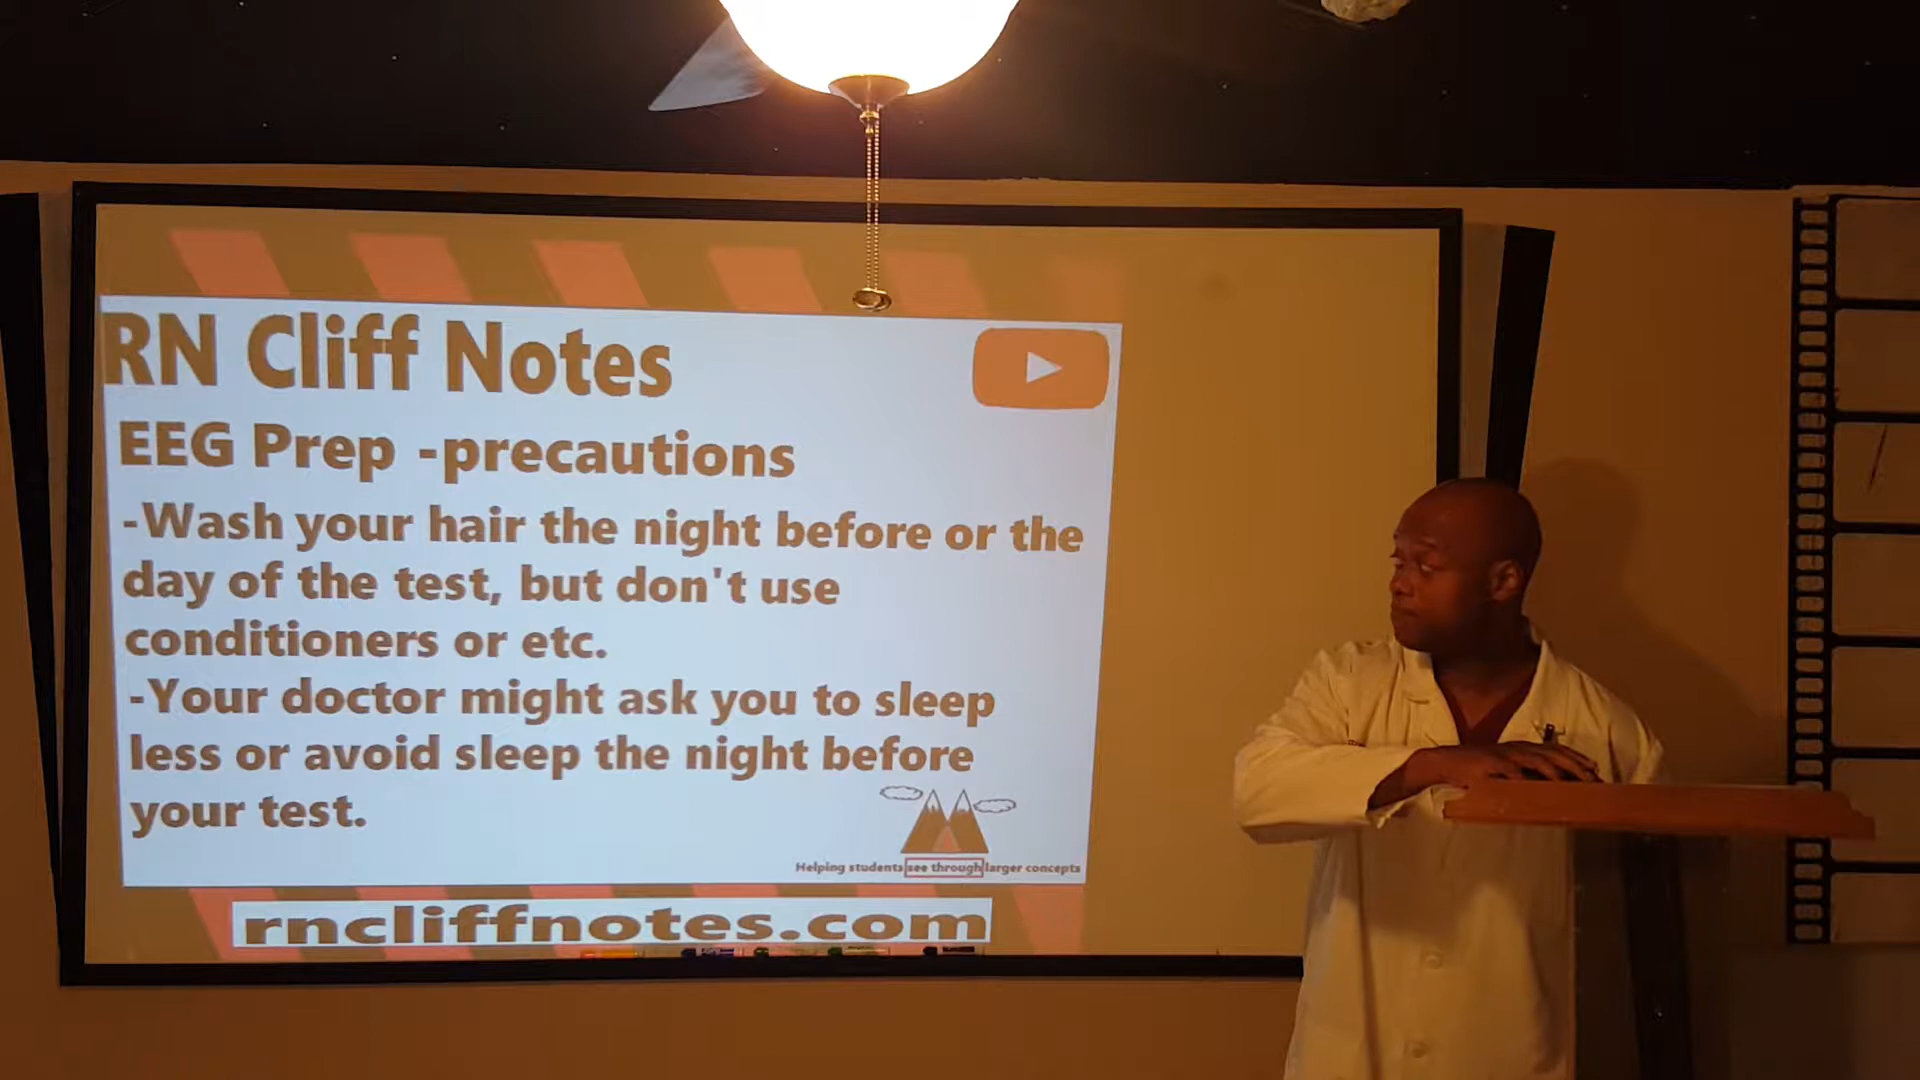 RN Cliff Notes
EEG Prep -precautions
-Wash your hair the night before or the
day of the test, but don't use
conditioners or etc.
-Your doctor might ask you to sleep
less or avoid sleep the night before
your test.
Helping students see through larger concepts
rncliffnotes.com